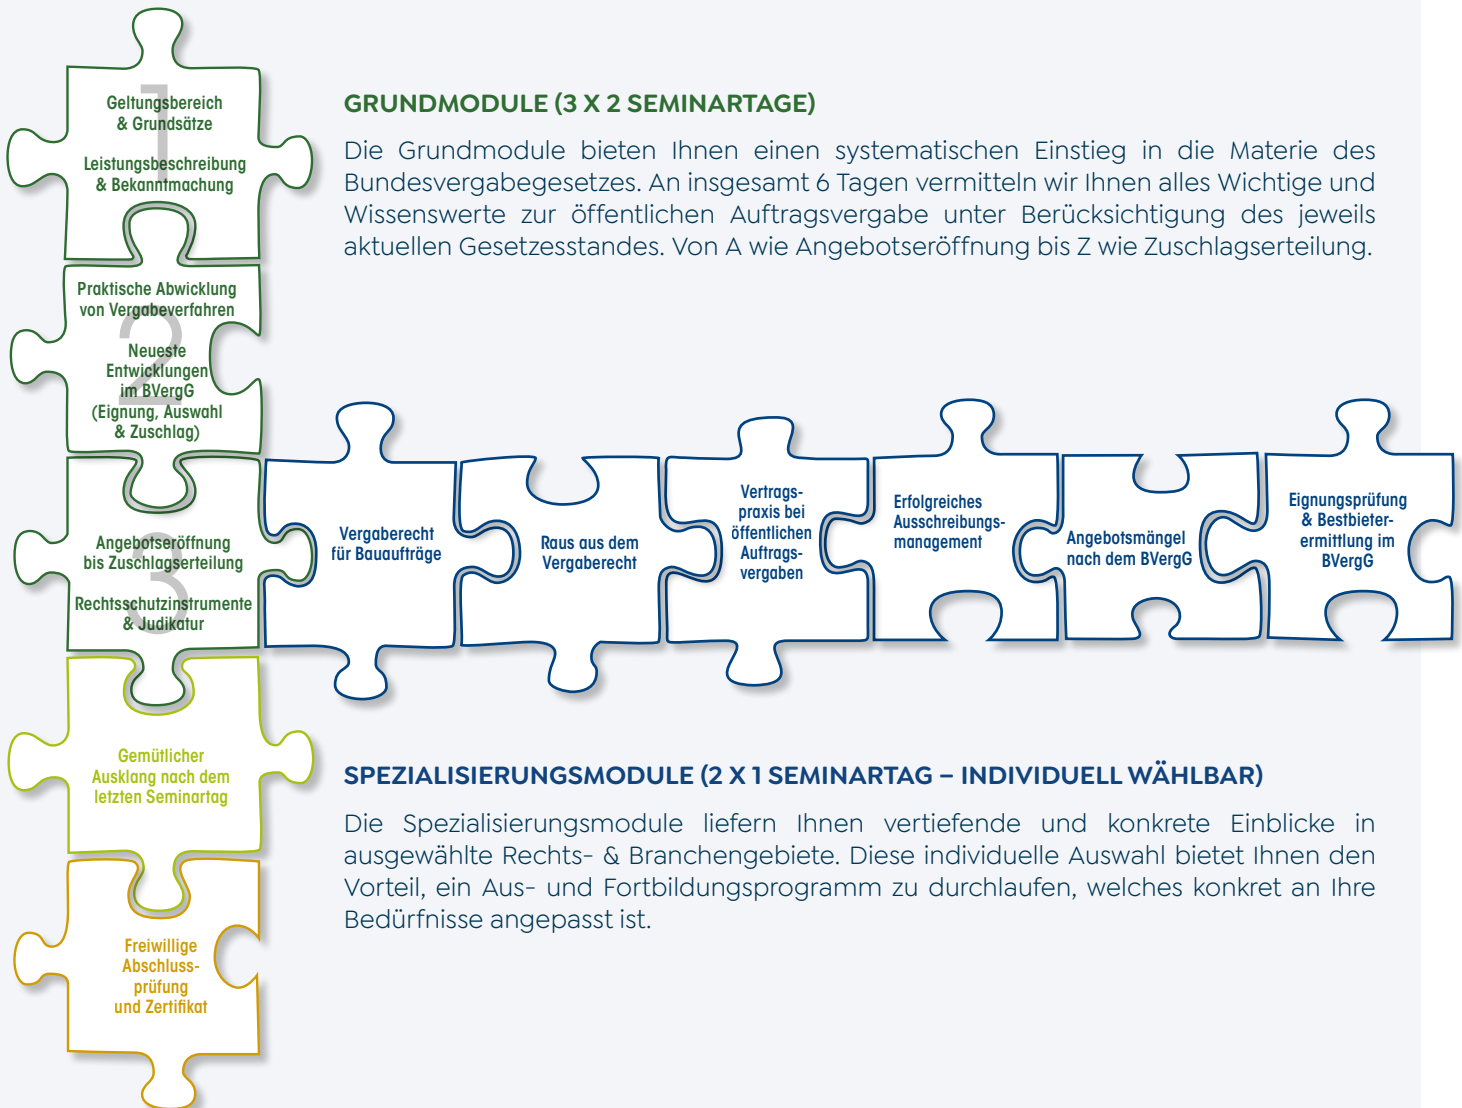 1
Geltungsbereich
& Grundsätze
Leistungsbeschreibung
& Bekanntmachung
GRUNDMODULE (3 X 2 SEMINARTAGE)
Die Grundmodule bieten Ihnen einen systematischen Einstieg in die Materie des
Bundesvergabegesetzes. An insgesamt 6 Tagen vermitteln wir Ihnen alles Wichtige und
Wissenswerte zur öffentlichen Auftragsvergabe unter Berücksichtigung des jeweils
aktuellen Gesetzesstandes. Von A wie Angebotseröffnung bis Z wie Zuschlagserteilung.
2
Praktische Abwicklung
von Vergabeverfahren
Neueste
Entwicklungen
im BVergG
(Eignung, Auswahl
& Zuschlag)
3
Angebotseröffnung
bis Zuschlagserteilung
Rechtsschutzinstrumente
& Judikatur
Vergaberecht
für Bauaufträge
Raus aus dem
Vergaberecht
Vertrags-
praxis bei
öffentlichen
Auftrags-
vergaben
Erfolgreiches
Ausschreibungs-
management
Angebotsmängel
nach dem BVergG
Eignungsprüfung
& Bestbieter-
ermittlung im
BVergG
Gemütlicher
Ausklang nach dem
letzten Seminartag
SPEZIALISIERUNGSMODULE (2 X 1 SEMINARTAG – INDIVIDUELL WÄHLBAR)
Die Spezialisierungsmodule liefern Ihnen vertiefende und konkrete Einblicke in
ausgewählte Rechts- & Branchengebiete. Diese individuelle Auswahl bietet Ihnen den
Vorteil, ein Aus- und Fortbildungsprogramm zu durchlaufen, welches konkret an Ihre
Bedürfnisse angepasst ist.
Freiwillige
Abschluss-
prüfung
und Zertifikat